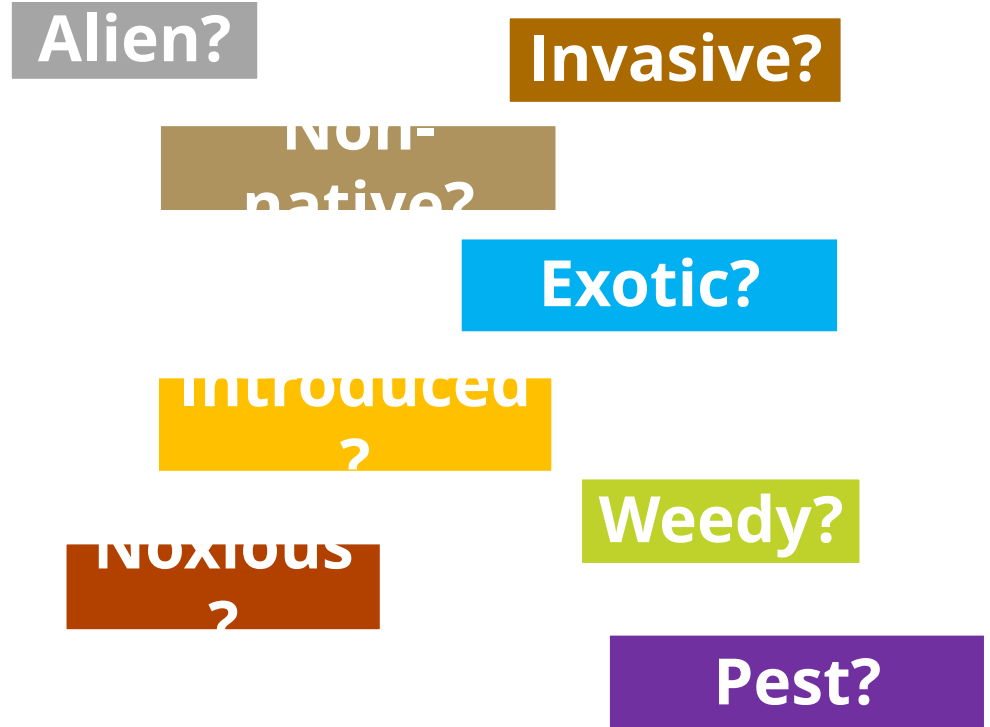 Alien?
Invasive?
Non-
native?
Exotic?
Introduced
?
Weedy?
Noxious
?
Pest?